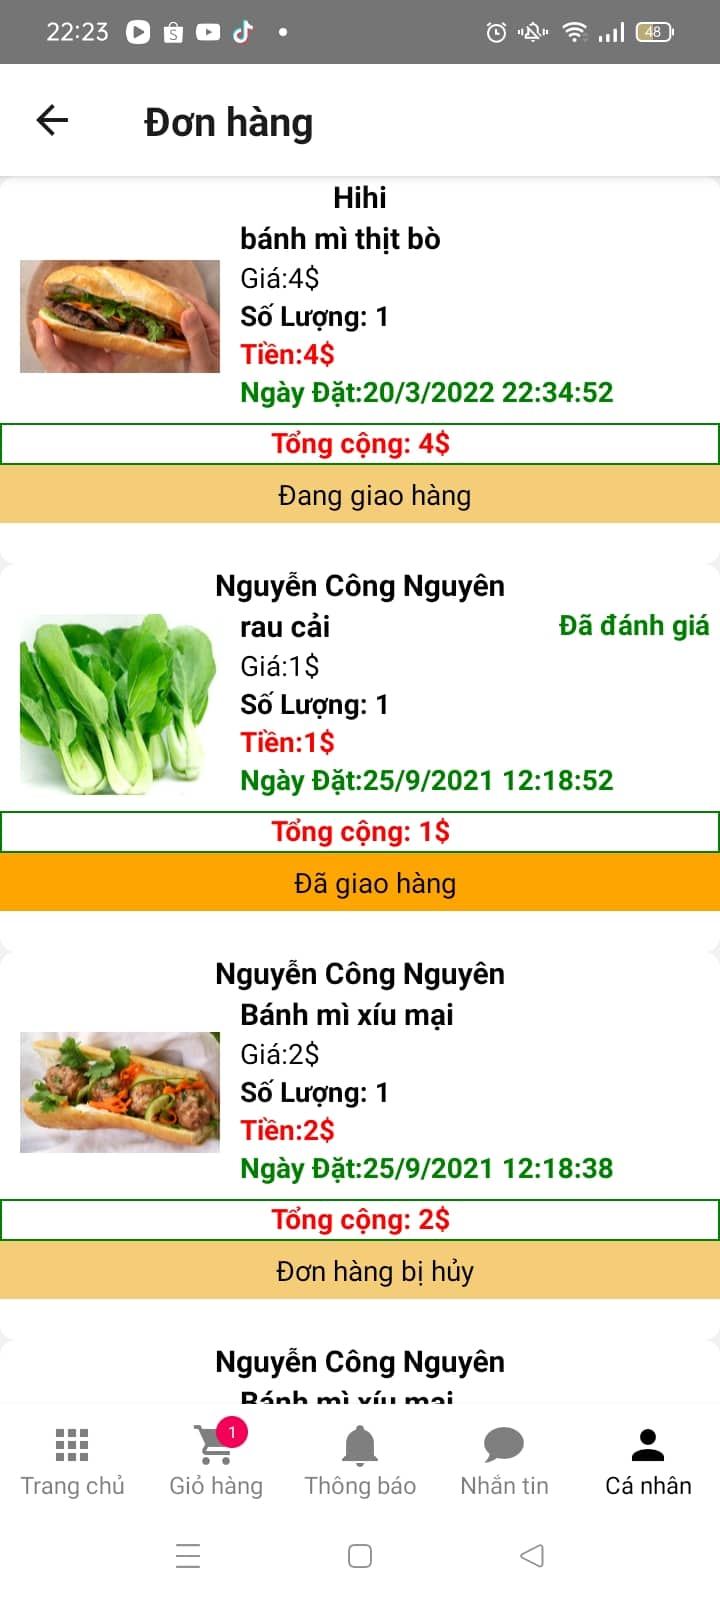 22:23
48
Đơn hàng
Hihi
bánh mì thịt bò
Giá:4$
Số Lượng: 1
Tiền:4$
Ngày Đặt:20/3/2022 22:34:52
Tổng cộng: 4$
Đang giao hàng
Nguyễn Công Nguyên
rau cải
Đã đánh giá
Giá:1$
Số Lượng: 1
Tiền:1$
Ngày Đặt:25/9/2021 12:18:52
Tổng cộng: 1$
Đã giao hàng
Nguyễn Công Nguyên
Bánh mì xíu mại
Giá:2$
Số Lượng: 1
Tiền:2$
Ngày Đặt:25/9/2021 12:18:38
Tổng cộng: 2$
Đơn hàng bị hủy
Nguyễn Công Nguyên
Bánh mì xíu mại
1
Trang chủ
Giỏ hàng
Thông báo
Nhắn tin
Cá nhân